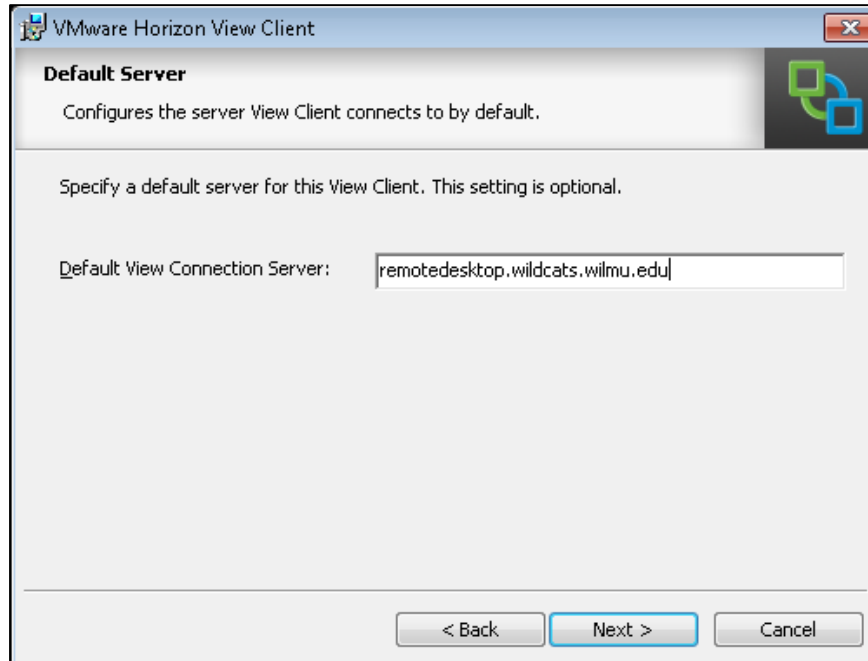 VMware Horizon View Client
Default Server
Configures the server View Client connects to by default.
Specify a default server for this View Client. This setting is optional.
Default View Connection Server:
remotedesktop.wildcats.wilmu.edu
< Back
Next >
Cancel